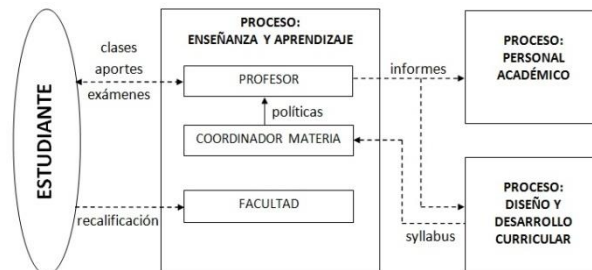 ESTUDIANTE
clases
aportes
exámenes
recalificación
PROCESO:
ENSEÑANZA Y APRENDIZAJE
PROFESOR
políticas
COORDINADOR MATERIA
FACULTAD
informes
syllabus
PROCESO:
PERSONAL
ACADÉMICO
PROCESO:
DISEÑO Y
DESARROLLO
CURRICULAR